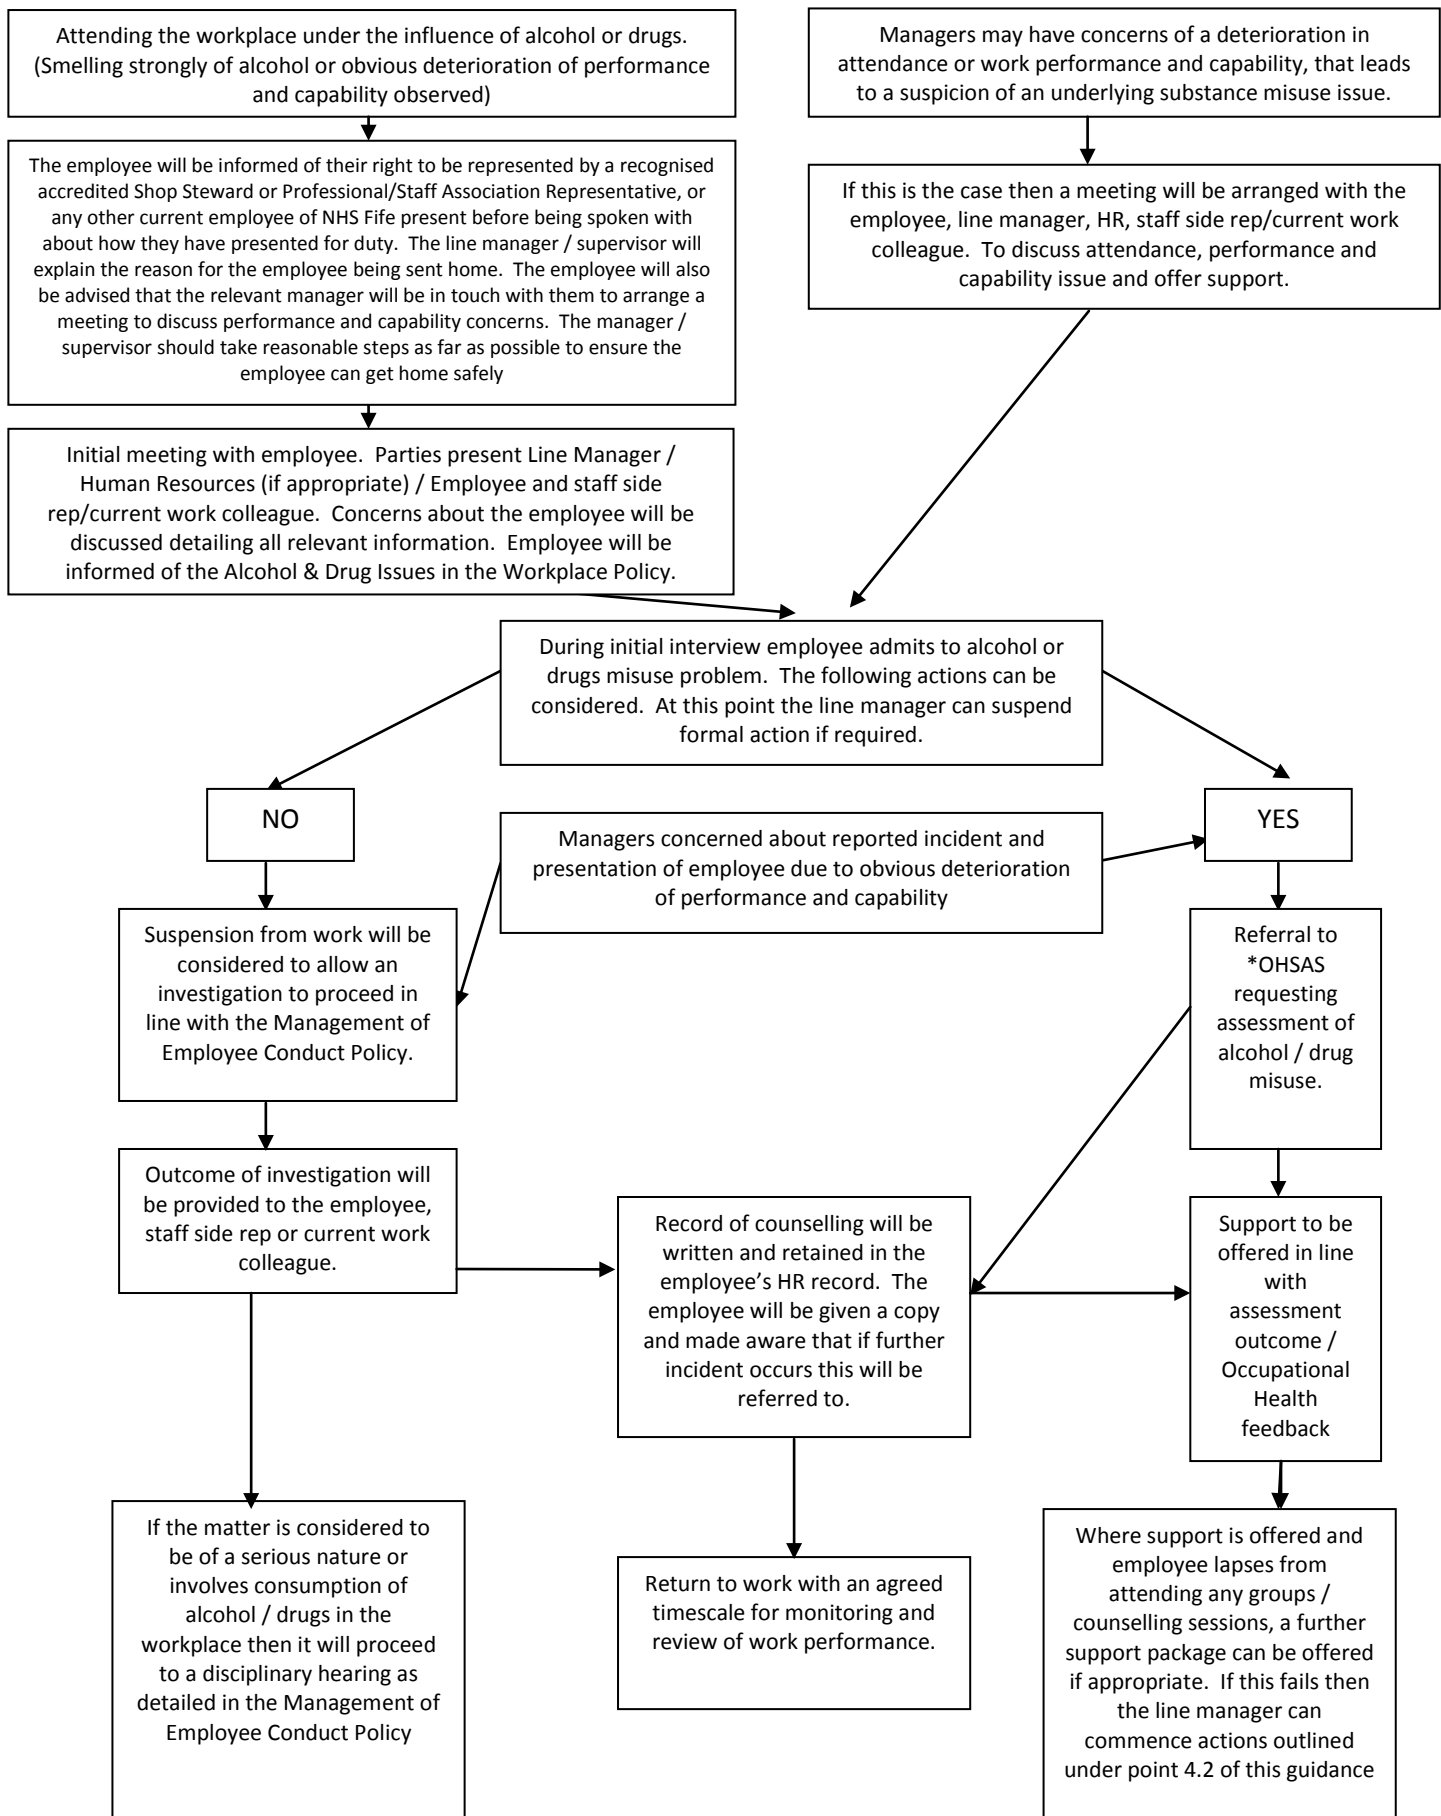 Attending the workplace under the influence of alcohol or drugs.
(Smelling strongly of alcohol or obvious deterioration of performance
and capability observed)
Managers may have concerns of a deterioration in
attendance or work performance and capability, that leads
to a suspicion of an underlying substance misuse issue.
The employee will be informed of their right to be represented by a recognised
accredited Shop Steward or Professional/Staff Association Representative, or
any other current employee of NHS Fife present before being spoken with
about how they have presented for duty.  The line manager / supervisor will
explain the reason for the employee being sent home.  The employee will also
be advised that the relevant manager will be in touch with them to arrange a
meeting to discuss performance and capability concerns.  The manager /
supervisor should take reasonable steps as far as possible to ensure the
employee can get home safely
If this is the case then a meeting will be arranged with the
employee, line manager, HR, staff side rep/current work
colleague.  To discuss attendance, performance and
capability issue and offer support.
Initial meeting with employee.  Parties present Line Manager /
Human Resources (if appropriate) / Employee and staff side
rep/current work colleague.  Concerns about the employee will be
discussed detailing all relevant information.  Employee will be
informed of the Alcohol & Drug Issues in the Workplace Policy.
During initial interview employee admits to alcohol or
drugs misuse problem.  The following actions can be
considered.  At this point the line manager can suspend
formal action if required.
NO
YES
Managers concerned about reported incident and
presentation of employee due to obvious deterioration
of performance and capability
Suspension from work will be
considered to allow an
investigation to proceed in
line with the Management of
Employee Conduct Policy.
Referral to
*OHSAS
requesting
assessment of
alcohol / drug
misuse.
Outcome of investigation will
be provided to the employee,
staff side rep or current work
colleague.
Record of counselling will be
written and retained in the
employee’s HR record.  The
employee will be given a copy
and made aware that if further
incident occurs this will be
referred to.
Support to be
offered in line
with
assessment
outcome /
Occupational
Health
feedback
If the matter is considered to
be of a serious nature or
involves consumption of
alcohol / drugs in the
workplace then it will proceed
to a disciplinary hearing as
detailed in the Management of
Employee Conduct Policy
Return to work with an agreed
timescale for monitoring and
review of work performance.
Where support is offered and
employee lapses from
attending any groups /
counselling sessions, a further
support package can be offered
if appropriate.  If this fails then
the line manager can
commence actions outlined
under point 4.2 of this guidance